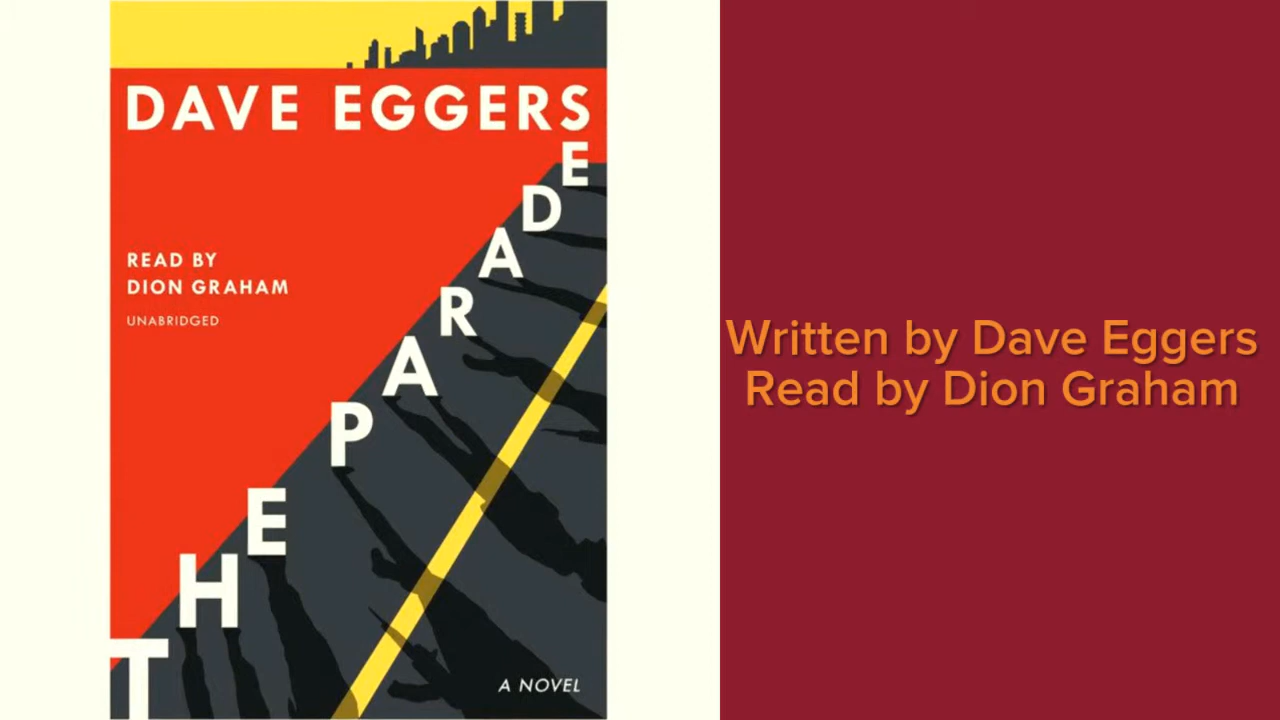 DAVE EGGERS
THE PARADE
READ BY
DION GRAHAM
UNABRIDGED
A NOVEL
Written by Dave Eggers
Read by Dion Graham